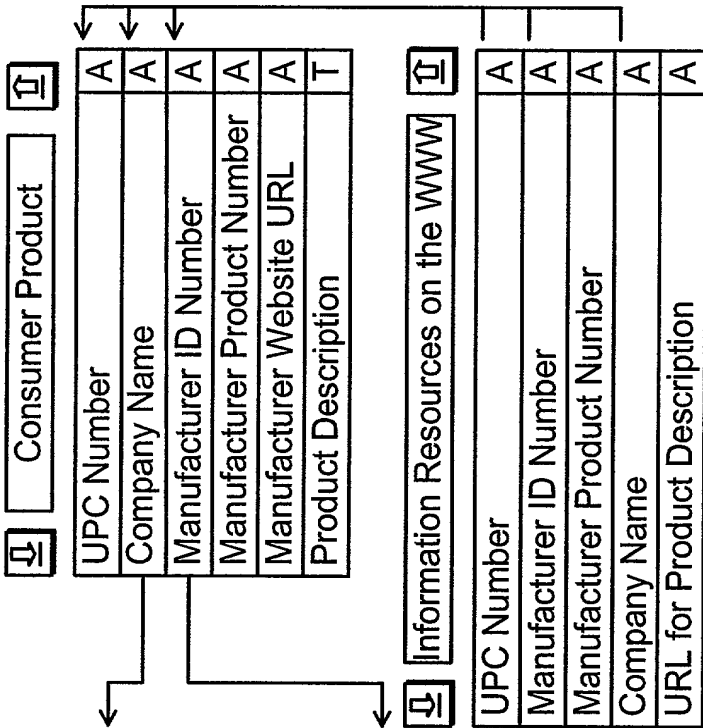 Consumer Product
UPC Number A
Company Name A
Manufacturer ID Number A
Manufacturer Product Number A
Manufacturer Website URL A
Product Description T
Information Resources on the WWW
UPC Number A
Manufacturer ID Number A
Manufacturer Product Number A
Company Name A
URL for Product Description A